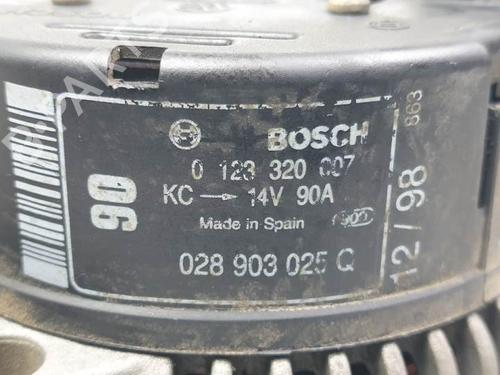 BOSCH
0 123 320 007
KC → 14V 90A
Made in Spain
028 903 025 Q
90
12/98
863